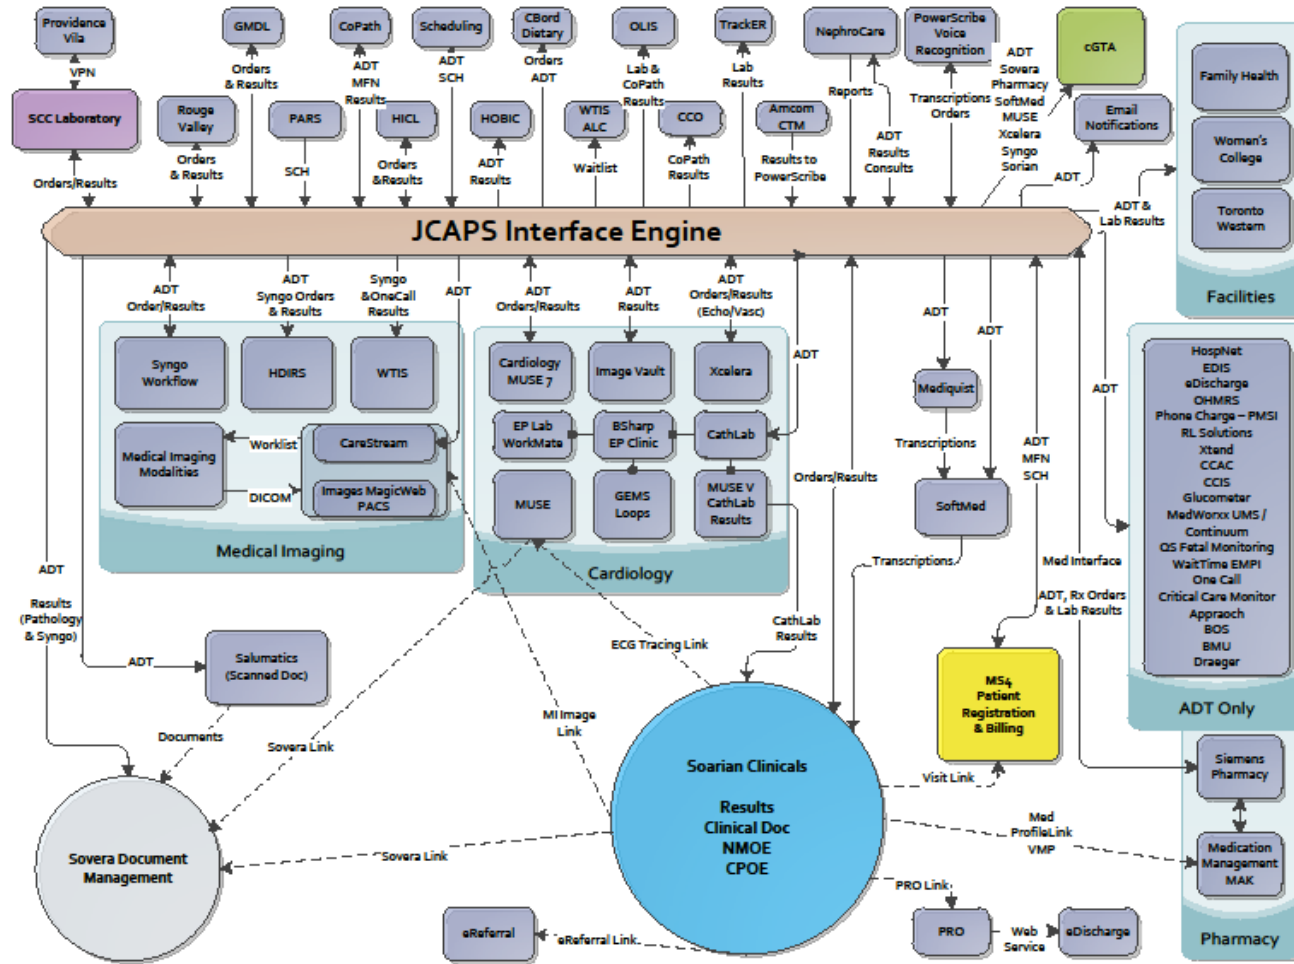 Providence
Vila
GMDL
CoPath
Scheduling
CBord
Dietary
OLIS
TrackER
NephroCare
PowerScribe
Voice
Recognition
cGTA
VPN
Orders
& Results
ADT
MFN
Results
ADT
SCH
Orders
ADT
Lab &
CoPath
Results
Lab
Results
Reports
ADT
Results
Consults
Transcriptions
Orders
ADT
Sovera
Pharmacy
SoftMed
MUSE
Xcelera
Syngo
Sorian
SCC Laboratory
Rouge
Valley
PARS
HICL
HOBIC
WTIS
ALC
CCO
Amcom
CTM
Email
Notifications
Orders/Results
Orders
& Results
SCH
Orders
&Results
ADT
Results
Waitlist
CoPath
Results
Results to
PowerScribe
ADT
ADT &
Lab Results
Family Health
Women's
College
Toronto
Western
Facilities
JCAPS Interface Engine
ADT
Order/Results
ADT
Syngo Orders
& Results
Syngo
&OneCall
Results
ADT
ADT
Orders/Results
ADT
Results
ADT
Orders/Results
(Echo/Vasc)
ADT
Orders/Results
ADT
ADT
ADT
MFN
SCH
Med Interface
ADT, Rx Orders
& Lab Results
ADT
Syngo
Workflow
HDIRS
WTIS
Medical Imaging
Modalities
Worklist
CareStream
DICOM
Images MagicWeb
PACS
Medical Imaging
Cardiology
MUSE 7
Image Vault
Xcelera
EP Lab
WorkMate
BSharp
EP Clinic
CathLab
MUSE
GEMS
Loops
MUSE V
CathLab
Results
Cardiology
Mediquist
Transcriptions
SoftMed
Transcriptions
HospNet
EDIS
eDischarge
OHMRS
Phone Charge – PMSI
RL Solutions
Xtend
CCAC
CCIS
Glucometer
MedWorxx UMS /
Continuum
QS Fetal Monitoring
WaitTime EMPI
One Call
Critical Care Monitor
Appraoch
BOS
BMU
Draeger
ADT Only
ADT
Results
(Pathology
& Syngo)
ADT
Salumatics
(Scanned Doc)
Documents
Sovera Link
MI Image
Link
ECG Tracing Link
CathLab
Results
MS4
Patient
Registration
& Billing
Visit Link
Siemens
Pharmacy
Medication
Management
MAK
Pharmacy
Soarian Clinicals
Results
Clinical Doc
NMOE
CPOE
Med
ProfileLink
VMP
Sovera Document
Management
Sovera Link
PRO Link
eReferral
eReferral Link
PRO
Web
Service
eDischarge